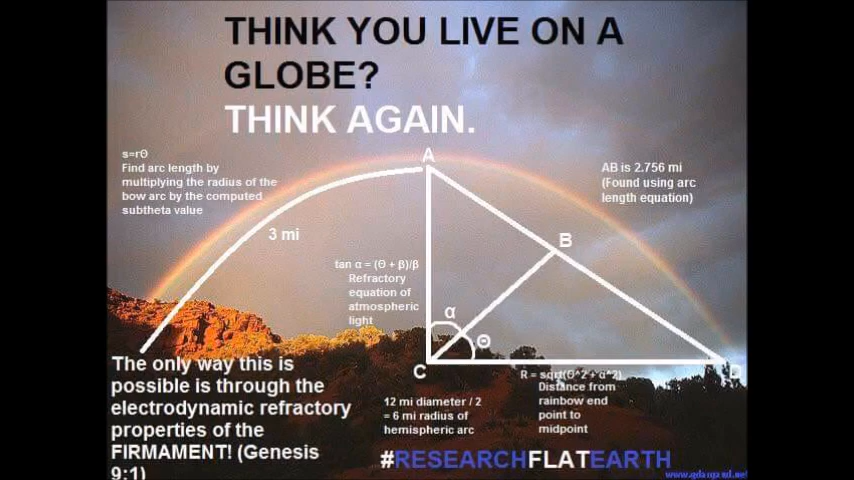 THINK YOU LIVE ON A
GLOBE?
THINK AGAIN.
s=rΘ
Find arc length by
multiplying the radius of the
bow arc by the computed
subtheta value
A
AB is 2.756 mi
(Found using arc
length equation)
3 mi
B
tan α = (Θ + β)/β
Refractory
equation of
atmospheric
light
α
Θ
C
D
R = sqrt(Θ^2 + α^2)
Distance from
rainbow end
point to
midpoint
12 mi diameter / 2
= 6 mi radius of
hemispheric arc
The only way this is
possible is through the
electrodynamic refractory
properties of the
FIRMAMENT! (Genesis
9:1)
#RESEARCHFLATEARTH